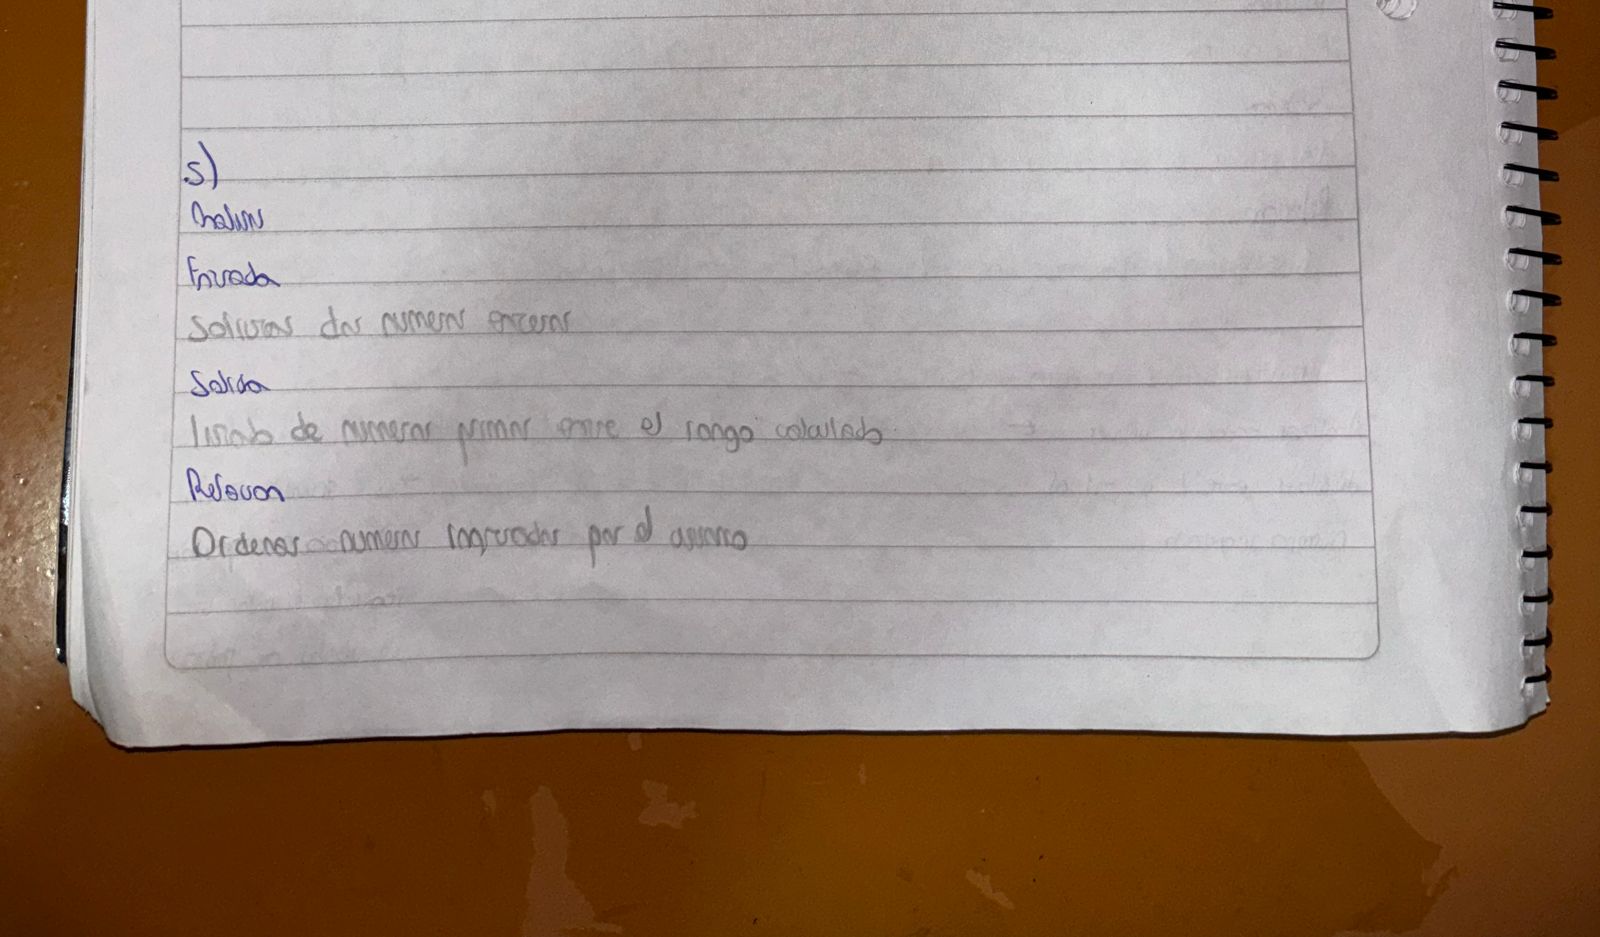 5)
Analisis
Entrada
Solicitar dos numeros enteros
Salida
listado de numeros primos entre el rango calculado
Relacion
Ordenar numeros ingresados por el usuario